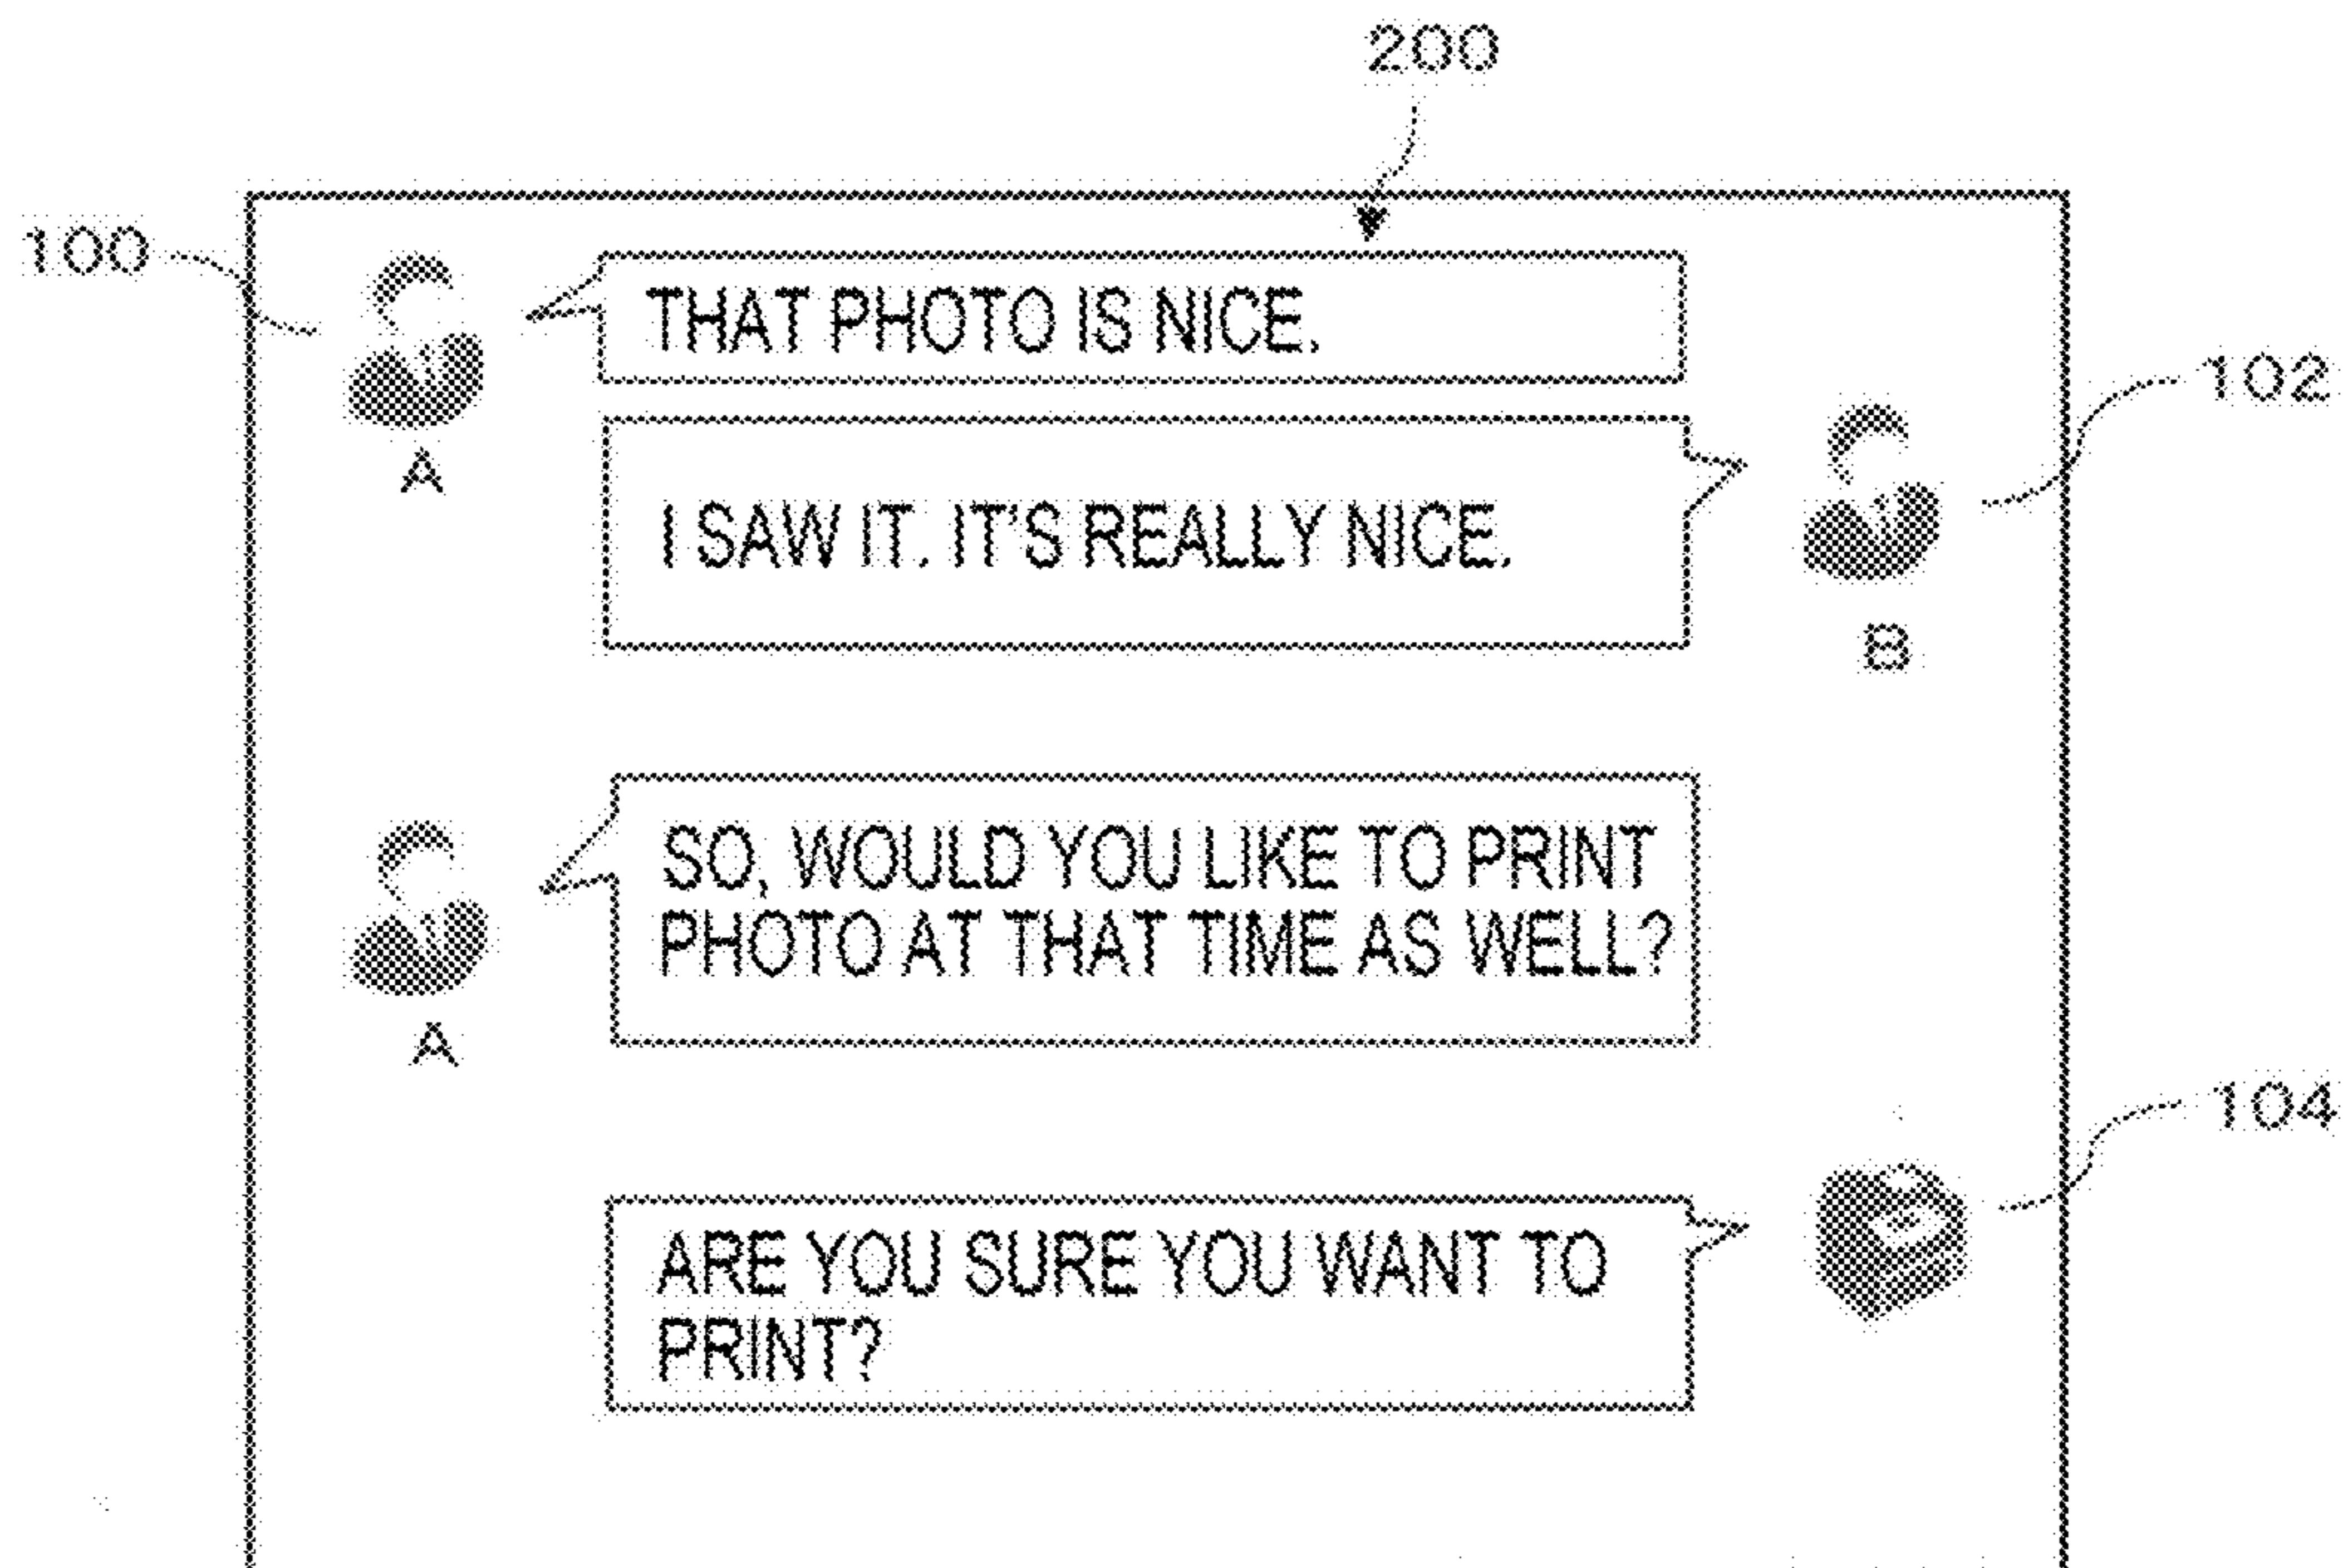 200
100
THAT PHOTO IS NICE.
102
A
I SAW IT. IT'S REALLY NICE.
B
SO, WOULD YOU LIKE TO PRINT
PHOTO AT THAT TIME AS WELL?
A
104
ARE YOU SURE YOU WANT TO
PRINT?